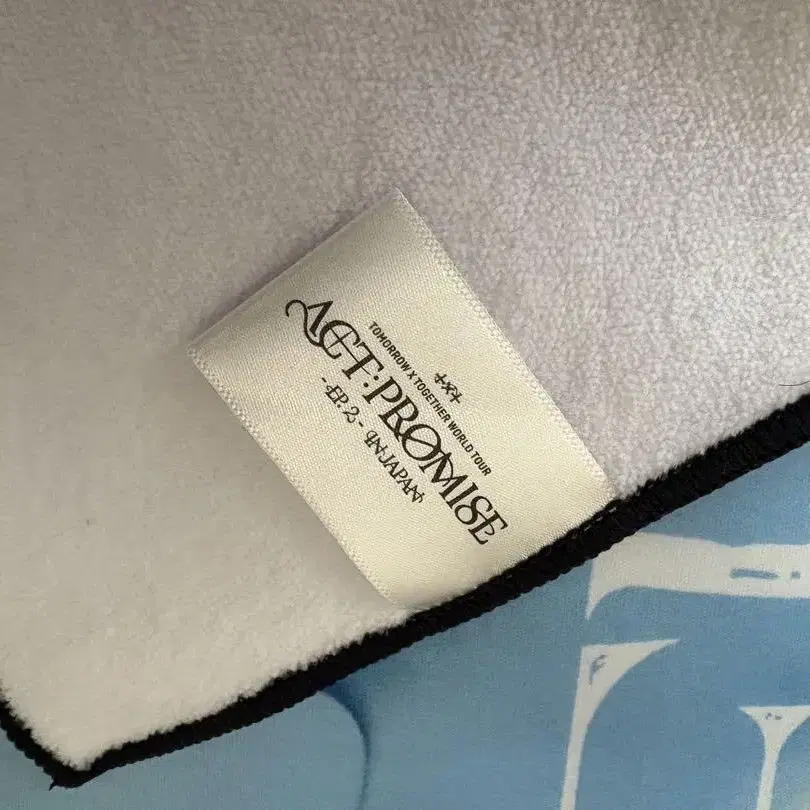 txt
TOMORROW X TOGETHER WORLD TOUR
ACT : PROMISE
- EP. 2 - IN JAPAN